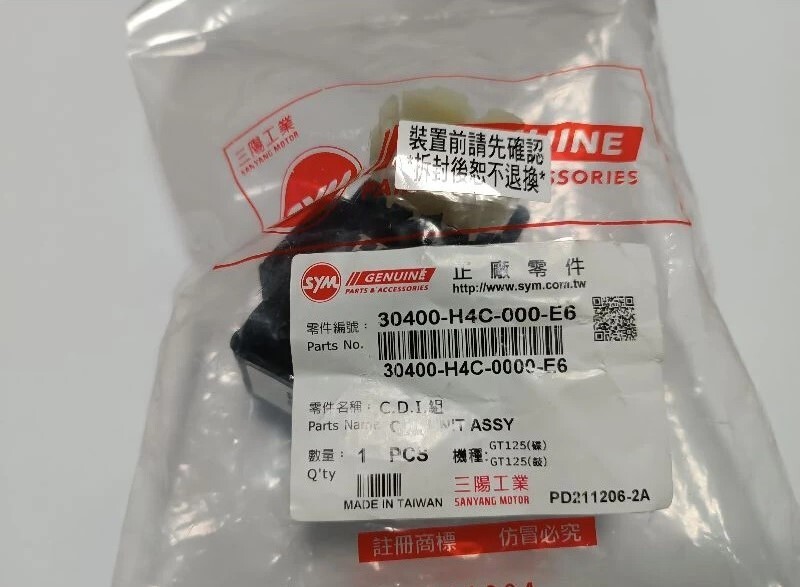 三陽工業
SANYANG MOTOR
SYM
裝置前請先確認
*拆封後恕不退換*
SYM GENUINE
PARTS & ACCESSORIES
正廠零件
http://www.sym.com.tw
零件編號：
Parts No.
30400-H4C-000-E6
30400-H4C-0000-E6
零件名稱： C.D.I.組
Parts Name ASSY
數量： 1 PCS
Q'ty
機種： GT125(碟)
GT125(鼓)
MADE IN TAIWAN
三陽工業
SANYANG MOTOR
PD211206-2A
註冊商標 仿冒必究